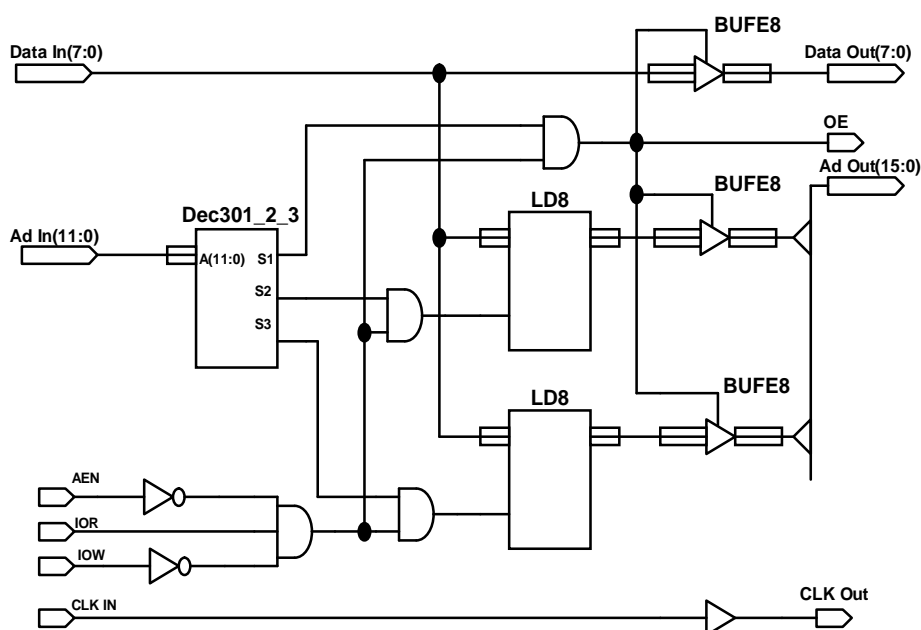 BUFE8
Data In(7:0)
Data Out(7:0)
OE
Ad Out(15:0)
BUFE8
LD8
Dec301_2_3
Ad In(11:0)
A(11:0)
S1
S2
S3
BUFE8
LD8
AEN
IOR
IOW
CLK IN
CLK Out